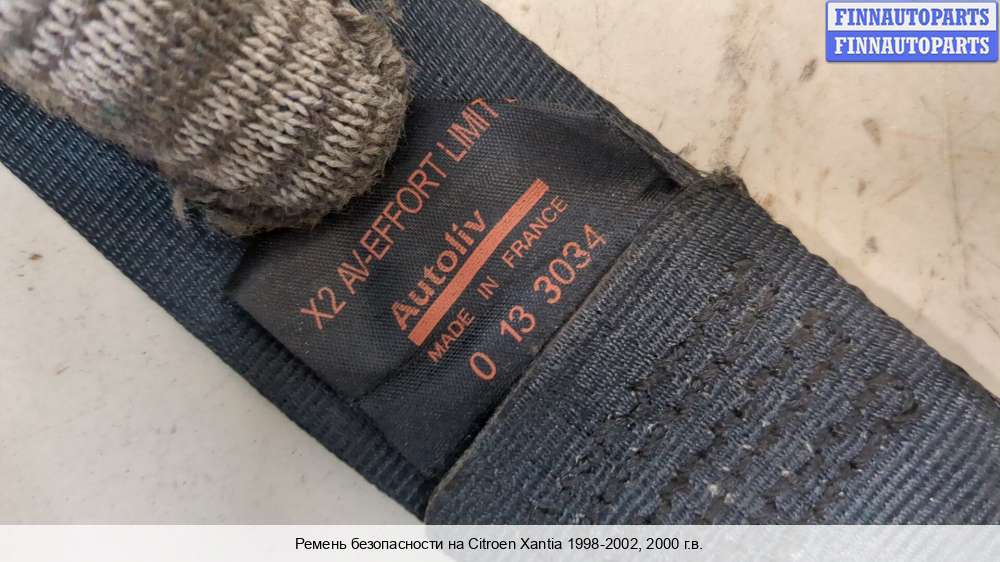 FINNAUTOPARTS
FINNAUTOPARTS
X2 AV-EFFORT LIMIT
Autoliv
MADE IN FRANCE
0 13 3034
Ремень безопасности на Citroen Xantia 1998-2002, 2000 г.в.